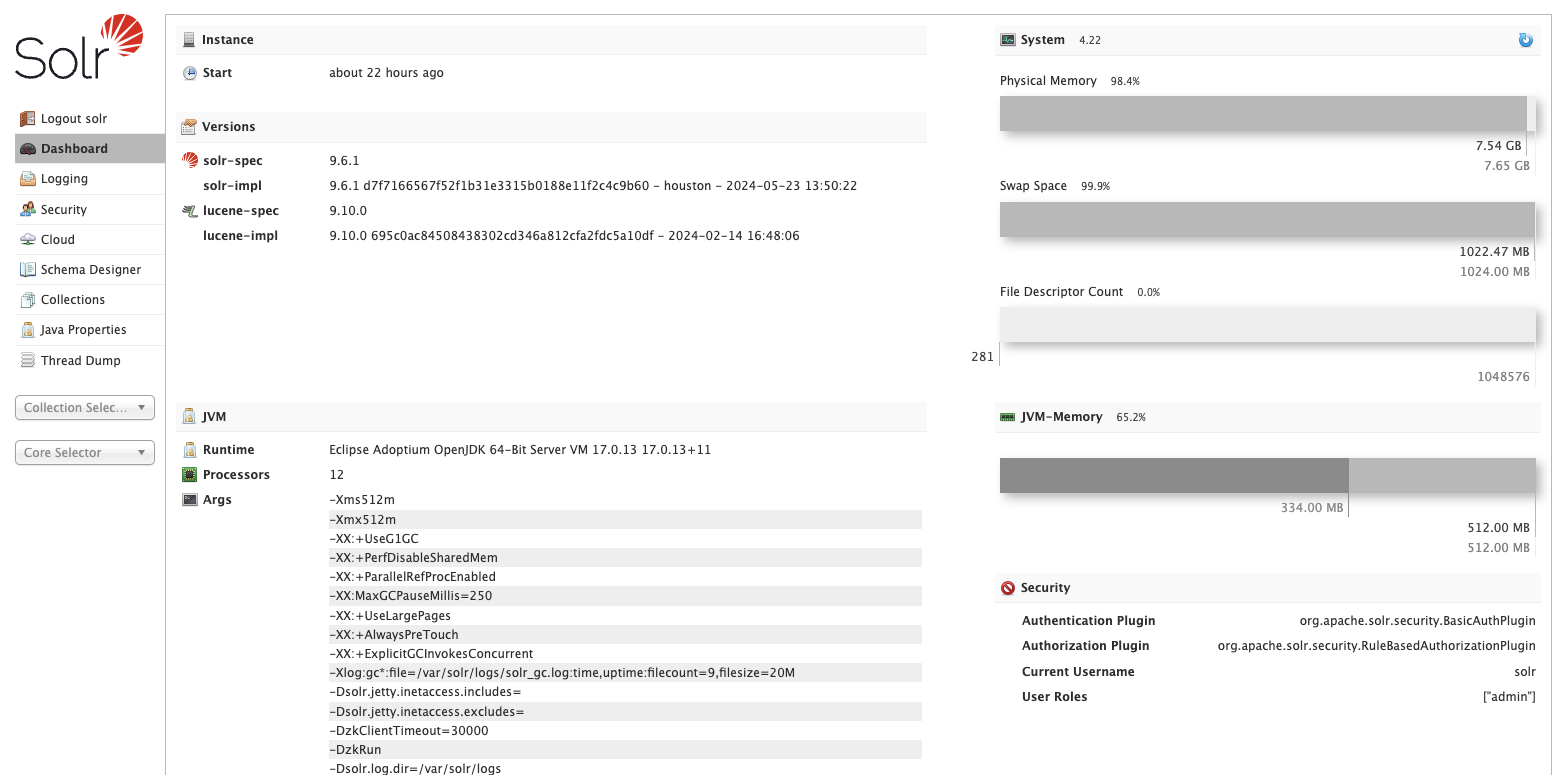 Solr
Logout solr
Dashboard
Logging
Security
Cloud
Schema Designer
Collections
Java Properties
Thread Dump
Collection Selec...
Core Selector
Instance
Start about 22 hours ago
Versions
solr-spec 9.6.1
solr-impl 9.6.1 d7f7166567f52f1b31e3315b0188e11f2c4c9b60 - houston - 2024-05-23 13:50:22
lucene-spec 9.10.0
lucene-impl 9.10.0 695c0ac84508438302cd346a812cfa2fdc5a10df - 2024-02-14 16:48:06
JVM
Runtime Eclipse Adoptium OpenJDK 64-Bit Server VM 17.0.13 17.0.13+11
Processors 12
Args -Xms512m
-Xmx512m
-XX:+UseG1GC
-XX:+PerfDisableSharedMem
-XX:+ParallelRefProcEnabled
-XX:MaxGCPauseMillis=250
-XX:+UseLargePages
-XX:+AlwaysPreTouch
-XX:+ExplicitGCInvokesConcurrent
-Xlog:gc*:file=/var/solr/logs/solr_gc.log:time,uptime:filecount=9,filesize=20M
-Dsolr.jetty.inetaccess.includes=
-Dsolr.jetty.inetaccess.excludes=
-DzkClientTimeout=30000
-DzkRun
-Dsolr.log.dir=/var/solr/logs
System 4.22
Physical Memory 98.4%
7.54 GB
7.65 GB
Swap Space 99.9%
1022.47 MB
1024.00 MB
File Descriptor Count 0.0%
281
1048576
JVM-Memory 65.2%
334.00 MB
512.00 MB
512.00 MB
Security
Authentication Plugin org.apache.solr.security.BasicAuthPlugin
Authorization Plugin org.apache.solr.security.RuleBasedAuthorizationPlugin
Current Username solr
User Roles ["admin"]